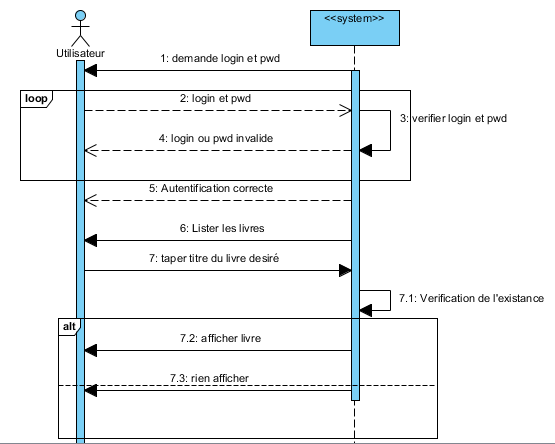 <<system>>
Utilisateur
1: demande login et pwd
loop
2: login et pwd
3: verifier login et pwd
4: login ou pwd invalide
5: Autentification correcte
6: Lister les livres
7: taper titre du livre desiré
7.1: Verification de l'existance
alt
7.2: afficher livre
7.3: rien afficher